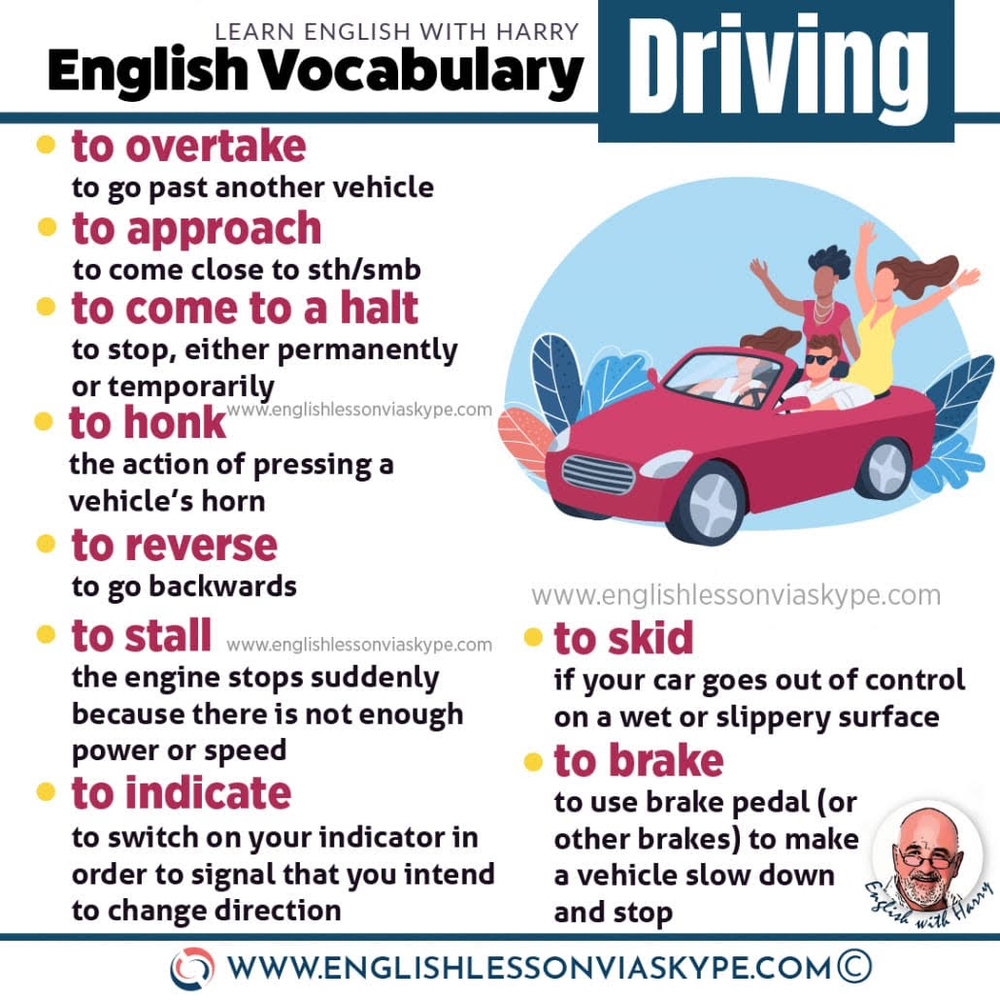 LEARN ENGLISH WITH HARRY
English Vocabulary
Driving
to overtake
to go past another vehicle
to approach
to come close to sth/smb
to come to a halt
to stop, either permanently
or temporarily
www.englishlessonviaskype.com
to honk
the action of pressing a
vehicle's horn
to reverse
to go backwards
to stall
www.englishlessonviaskype.com
the engine stops suddenly
because there is not enough
power or speed
to indicate
to switch on your indicator in
order to signal that you intend
to change direction
www.englishlessonviaskype.com
to skid
if your car goes out of control
on a wet or slippery surface
to brake
to use brake pedal (or
other brakes) to make
a vehicle slow down
and stop
English with Harry
WWW.ENGLISHLESSONVIASKYPE.COM©